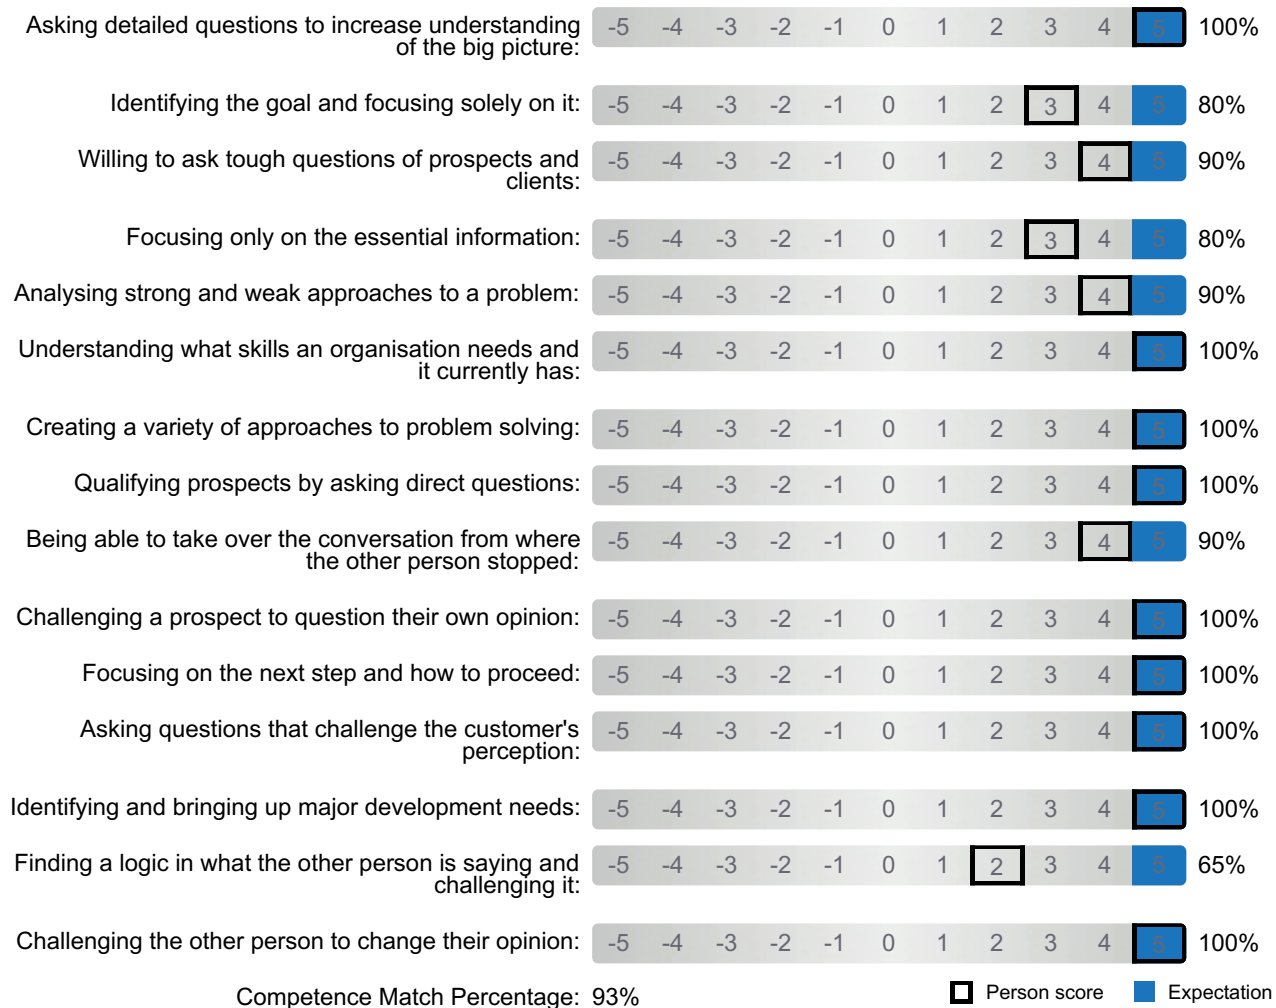 Asking detailed questions to increase understanding
of the big picture:
-5 -4 -3 -2 -1 0 1 2 3 4 5 100%
Identifying the goal and focusing solely on it:
-5 -4 -3 -2 -1 0 1 2 3 4 5 80%
Willing to ask tough questions of prospects and
clients:
-5 -4 -3 -2 -1 0 1 2 3 4 5 90%
Focusing only on the essential information:
-5 -4 -3 -2 -1 0 1 2 3 4 5 80%
Analysing strong and weak approaches to a problem:
-5 -4 -3 -2 -1 0 1 2 3 4 5 90%
Understanding what skills an organisation needs and
it currently has:
-5 -4 -3 -2 -1 0 1 2 3 4 5 100%
Creating a variety of approaches to problem solving:
-5 -4 -3 -2 -1 0 1 2 3 4 5 100%
Qualifying prospects by asking direct questions:
-5 -4 -3 -2 -1 0 1 2 3 4 5 100%
Being able to take over the conversation from where
the other person stopped:
-5 -4 -3 -2 -1 0 1 2 3 4 5 90%
Challenging a prospect to question their own opinion:
-5 -4 -3 -2 -1 0 1 2 3 4 5 100%
Focusing on the next step and how to proceed:
-5 -4 -3 -2 -1 0 1 2 3 4 5 100%
Asking questions that challenge the customer's
perception:
-5 -4 -3 -2 -1 0 1 2 3 4 5 100%
Identifying and bringing up major development needs:
-5 -4 -3 -2 -1 0 1 2 3 4 5 100%
Finding a logic in what the other person is saying and
challenging it:
-5 -4 -3 -2 -1 0 1 2 3 4 5 65%
Challenging the other person to change their opinion:
-5 -4 -3 -2 -1 0 1 2 3 4 5 100%
Competence Match Percentage: 93%
Person score Expectation